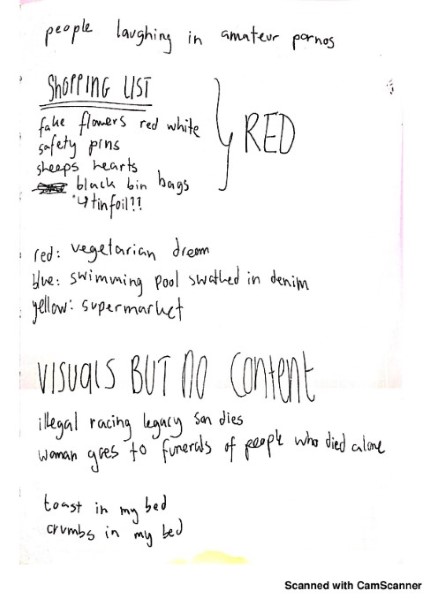 people laughing in amateur pornos
SHOPPING LIST
fake flowers red white
safety pins
sheeps hearts
black bin bags
↳ tinfoil!!
RED
red: vegetarian dream
blue: swimming pool swathed in denim
yellow: supermarket
VISUALS BUT NO CONTENT
illegal racing legacy son dies
woman goes to funerals of people who died alone
toast in my bed
crumbs in my bed
Scanned with CamScanner